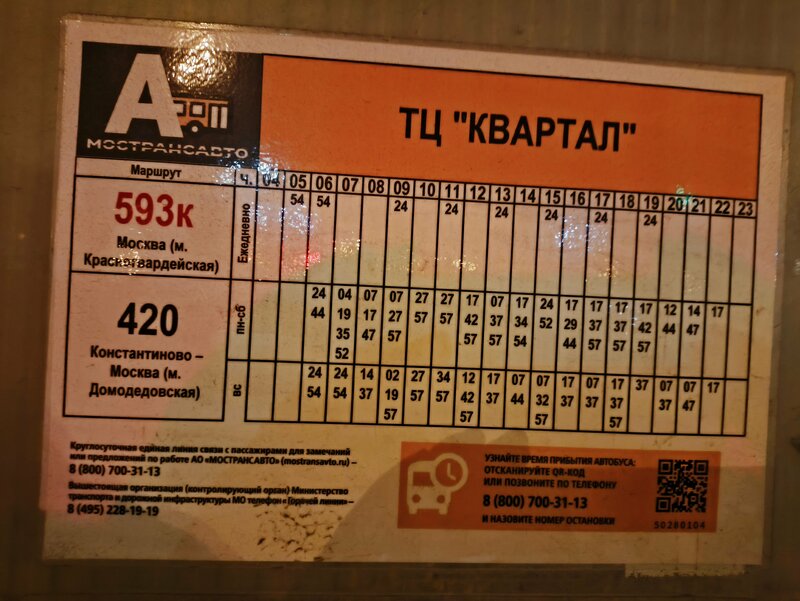 А
МОСТРАНСАВТО
ТЦ "КВАРТАЛ"
Маршрут
ч. 04 05 06 07 08 09 10 11 12 13 14 15 16 17 18 19 20 21 22 23
593к
Москва (м.
Красногвардейская)
Ежедневно
54 54 24 24 24 24 24 24
420
Константиново –
Москва (м.
Домодедовская)
пн-сб
24 04 07 07 27 27 17 07 17 24 17 17 17 17 12 14 17
44 19 17 27 57 57 42 37 34 52 29 37 37 42 44 47
35 47 57 57 57 54 44 57 57 44
52
вс
24 24 14 02 27 34 12 17 07 07 17 17 17 37 07 07 17
54 54 37 19 57 57 42 37 44 32 37 37 57 37 47
57 57 57
Круглосуточная единая линия связи с пассажирами для замечаний
или предложений по работе АО «МОСТРАНСАВТО» (mostransavto.ru) –
8 (800) 700-31-13
Вышестоящая организация (контролирующий орган) Министерство
транспорта и дорожной инфраструктуры МО телефон «Горячей линии» –
8 (495) 228-19-19
УЗНАЙТЕ ВРЕМЯ ПРИБЫТИЯ АВТОБУСА:
ОТСКАНИРУЙТЕ QR-КОД
ИЛИ ПОЗВОНИТЕ ПО ТЕЛЕФОНУ
8 (800) 700-31-13
И НАЗОВИТЕ НОМЕР ОСТАНОВКИ
50280104